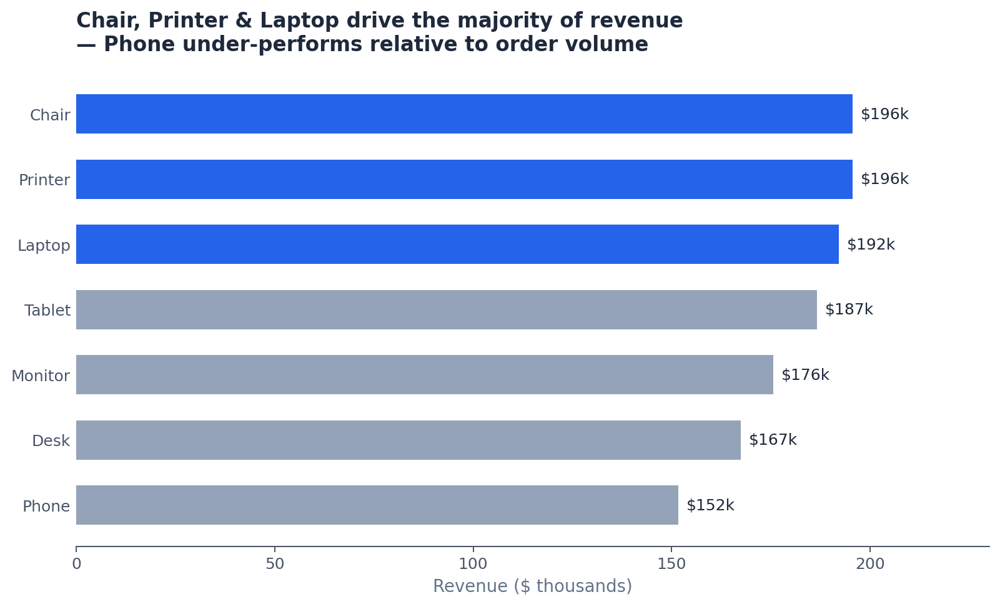 Chair, Printer & Laptop drive the majority of revenue
— Phone under-performs relative to order volume
Chair $196k
Printer $196k
Laptop $192k
Tablet $187k
Monitor $176k
Desk $167k
Phone $152k
0 50 100 150 200
Revenue ($ thousands)